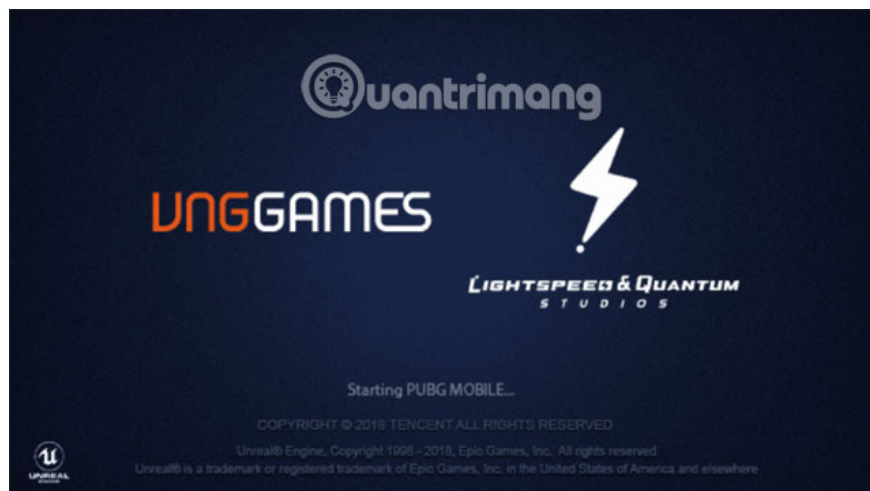 Quantrimang
VNGGAMES
LIGHTSPEED & QUANTUM
STUDIOS
Starting PUBG MOBILE...
COPYRIGHT © 2018 TENCENT ALL RIGHTS RESERVED
Unreal® Engine, Copyright 1998 - 2018, Epic Games, Inc. All rights reserved
Unreal® is a trademark or registered trademark of Epic Games, Inc. in the United States of America and elsewhere
UNREAL